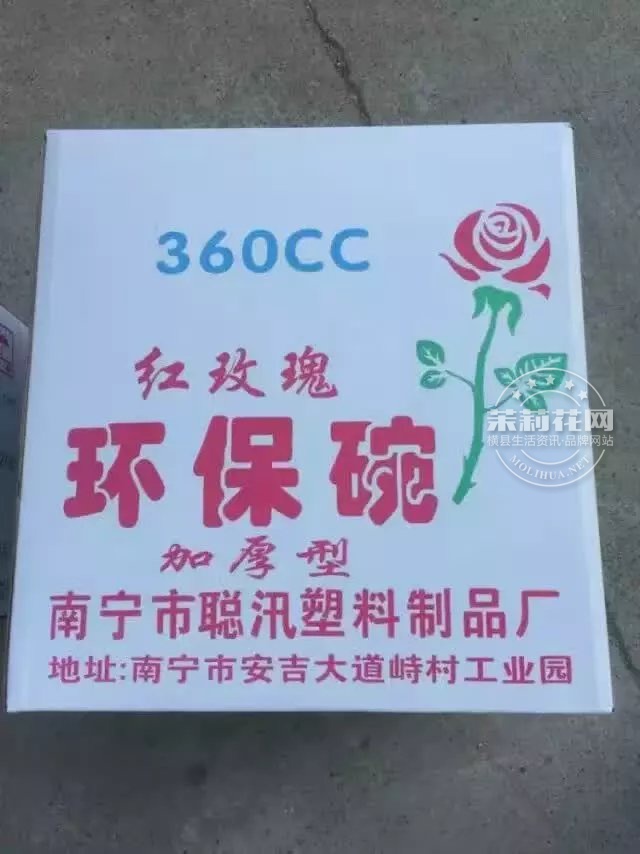 360CC
红玫瑰
环保碗
加厚型
南宁市聪汛塑料制品厂
地址:南宁市安吉大道峙村工业园
茉莉花网
横县生活资讯·品牌网站
MOLIHUA.NET